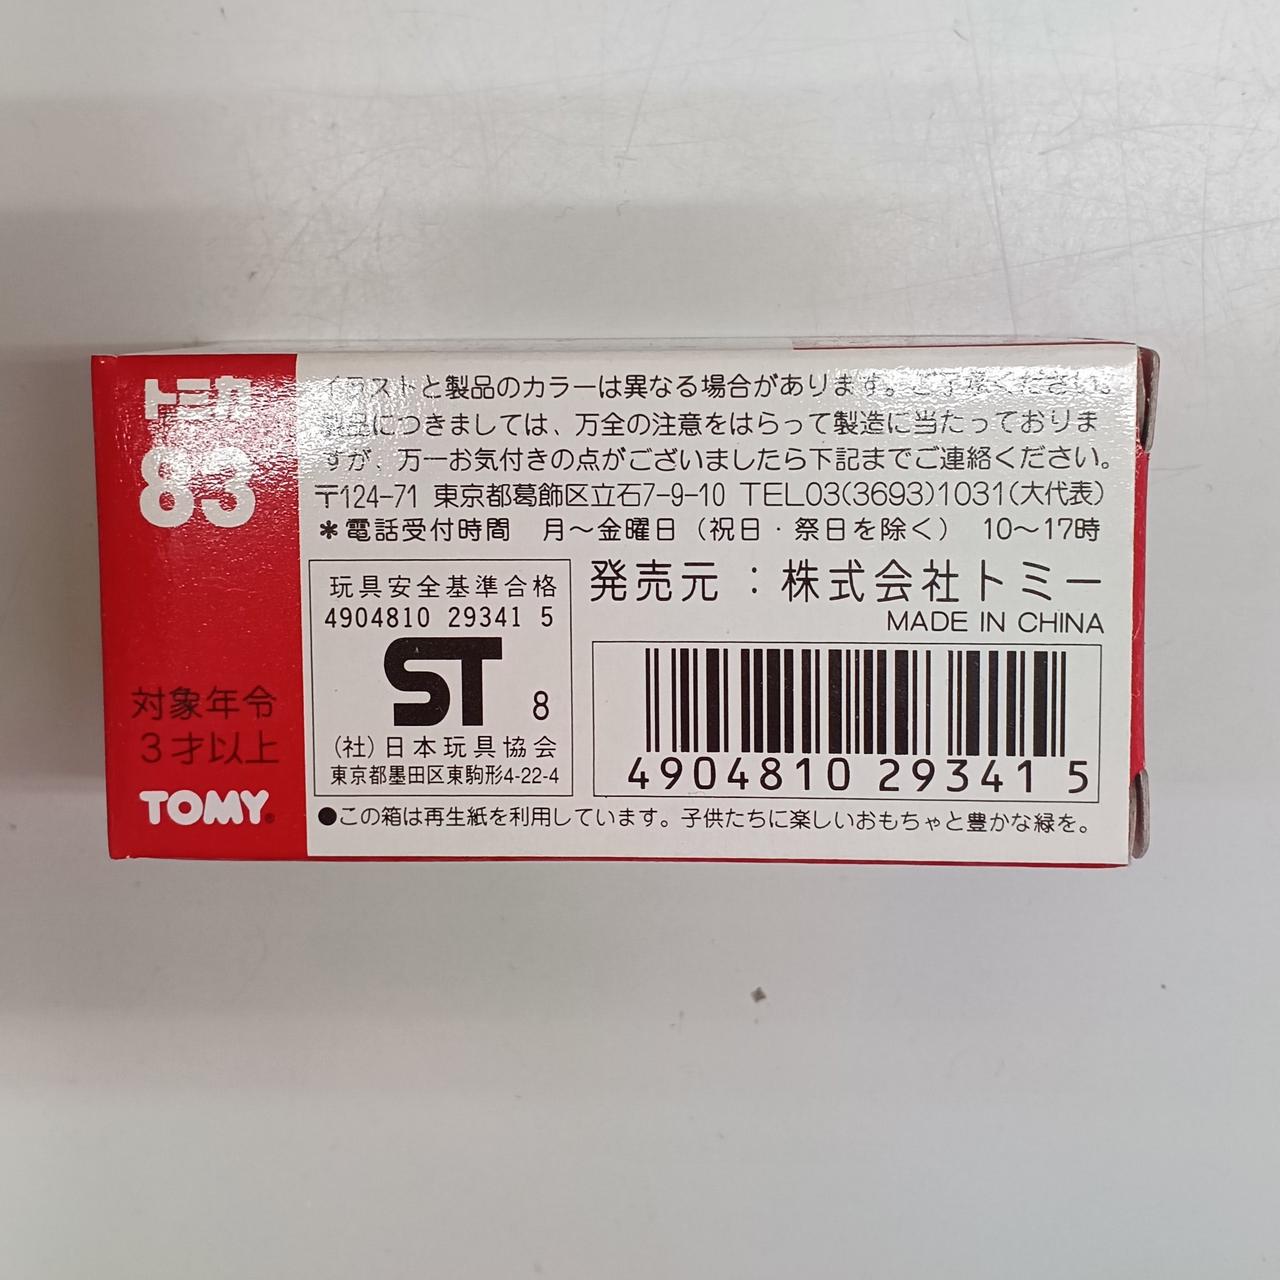 トミカ
83
対象年令
3才以上
TOMY®
イラストと製品のカラーは異なる場合があります。ご了承ください。
製品につきましては、万全の注意をはらって製造に当たっておりま
すが、万一お気付きの点がございましたら下記までご連絡ください。
〒124-71 東京都葛飾区立石7-9-10 TEL03(3693)1031(大代表)
＊電話受付時間 月～金曜日（祝日・祭日を除く） 10～17時
玩具安全基準合格
4904810 29341 5
ST 8
(社)日本玩具協会
東京都墨田区東駒形4-22-4
発売元：株式会社トミー
MADE IN CHINA
4904810 29341 5
●この箱は再生紙を利用しています。子供たちに楽しいおもちゃと豊かな緑を。